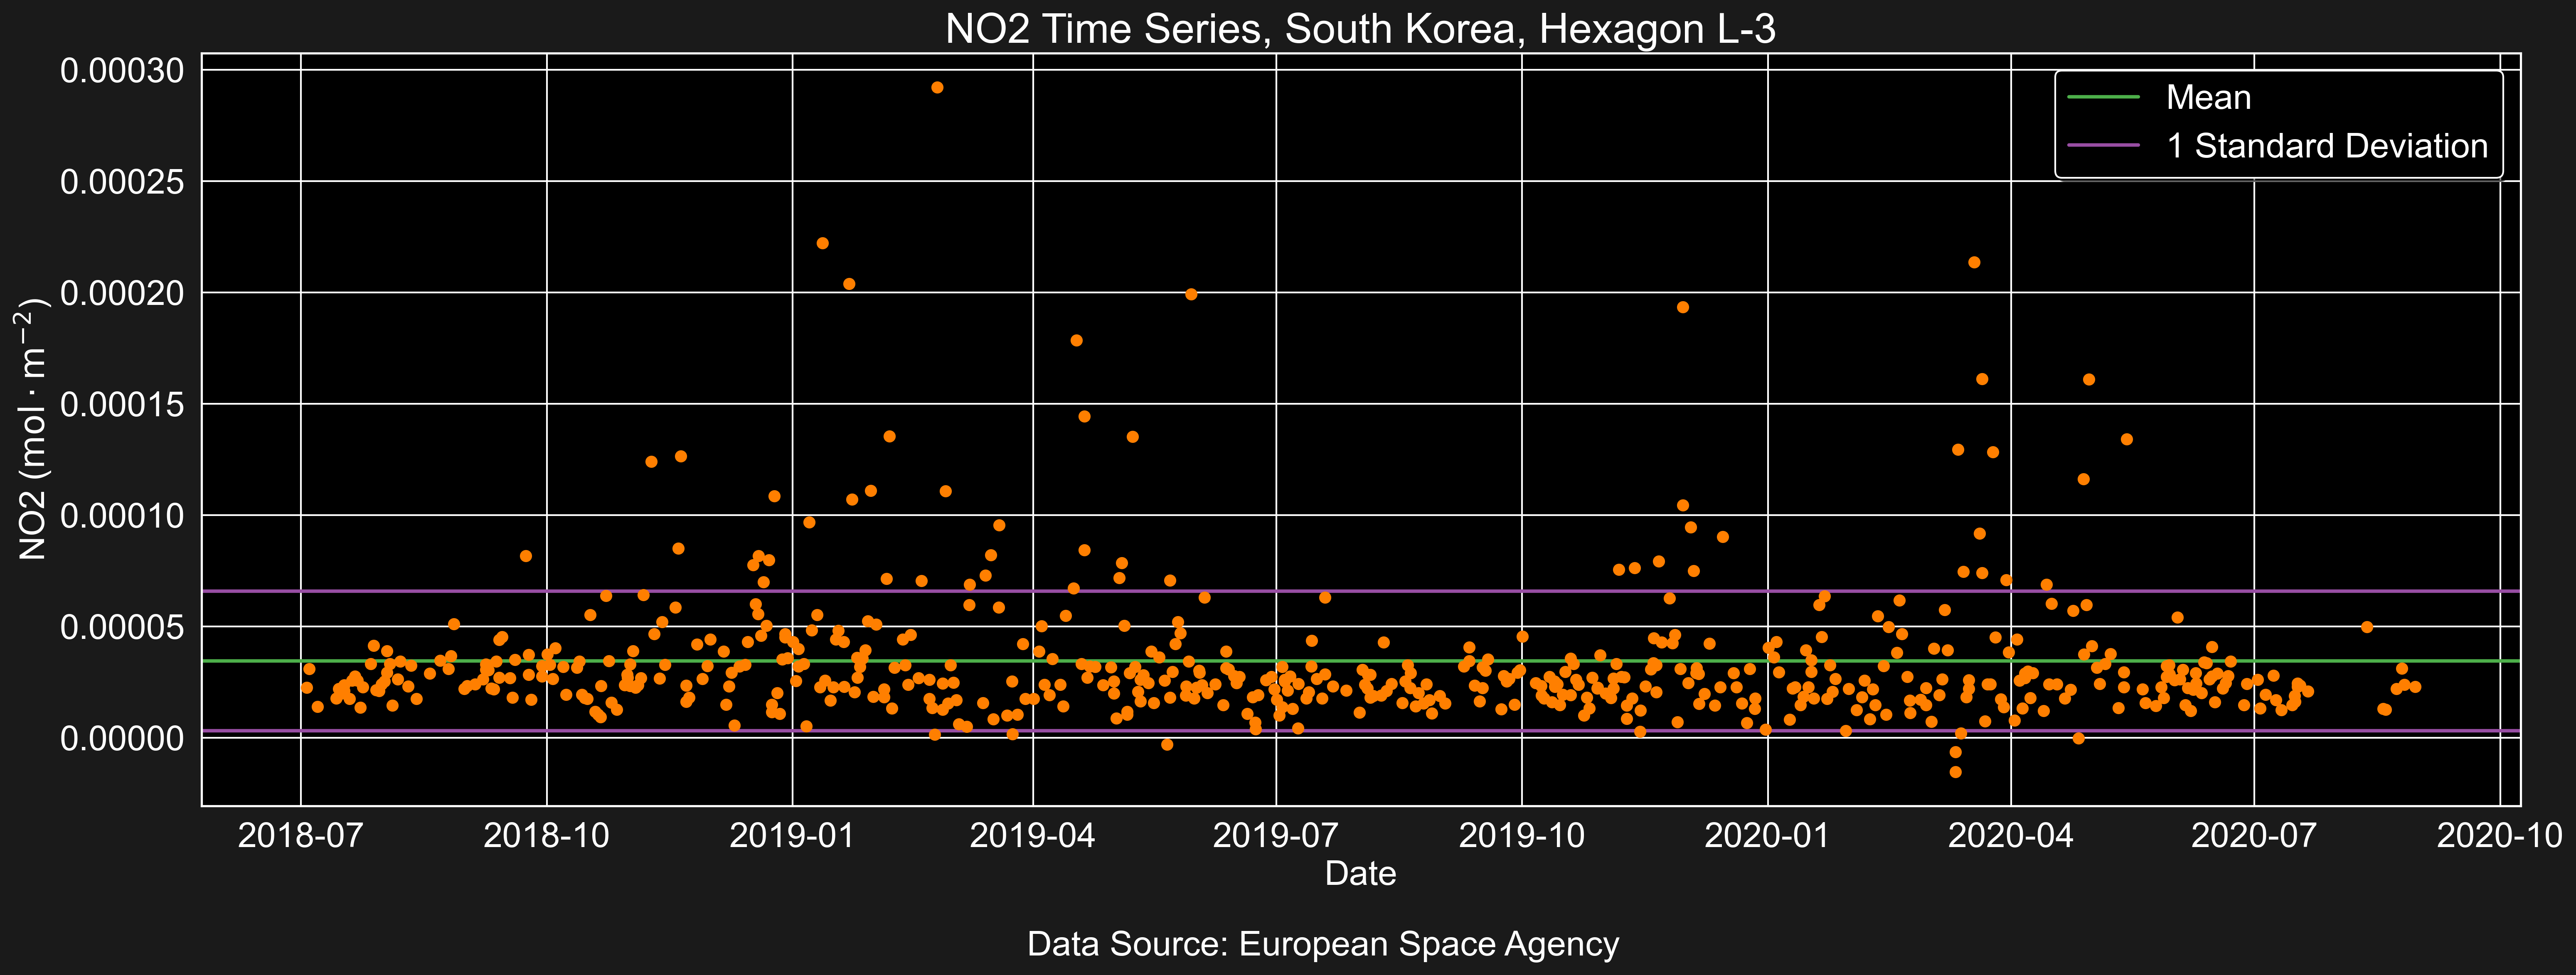 NO2 Time Series, South Korea, Hexagon L-3
Mean
1 Standard Deviation
NO2 (mol · m⁻²)
0.00030
0.00025
0.00020
0.00015
0.00010
0.00005
0.00000
2018-07 2018-10 2019-01 2019-04 2019-07 2019-10 2020-01 2020-04 2020-07 2020-10
Date
Data Source: European Space Agency